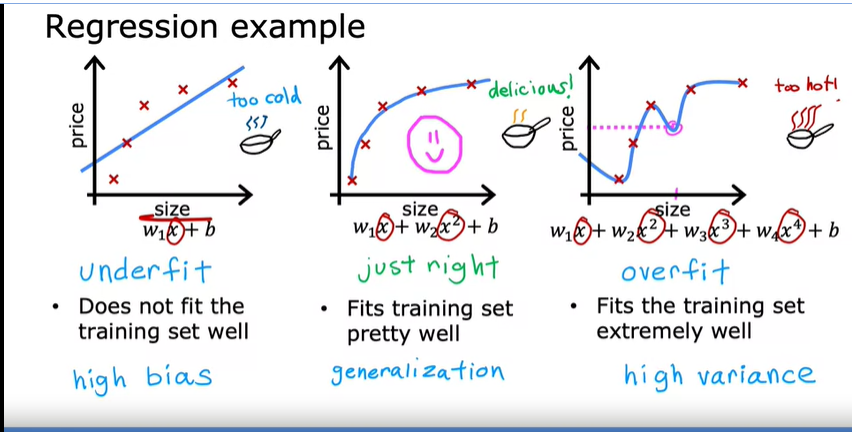 Regression example
price
too cold
size
w₁x + b
underfit
• Does not fit the
training set well
high bias
price
delicious!
size
w₁x + w₂x² + b
just right
• Fits training set
pretty well
generalization
price
too hot!
size
w₁x + w₂x² + w₃x³ + w₄x⁴ + b
overfit
• Fits the training set
extremely well
high variance